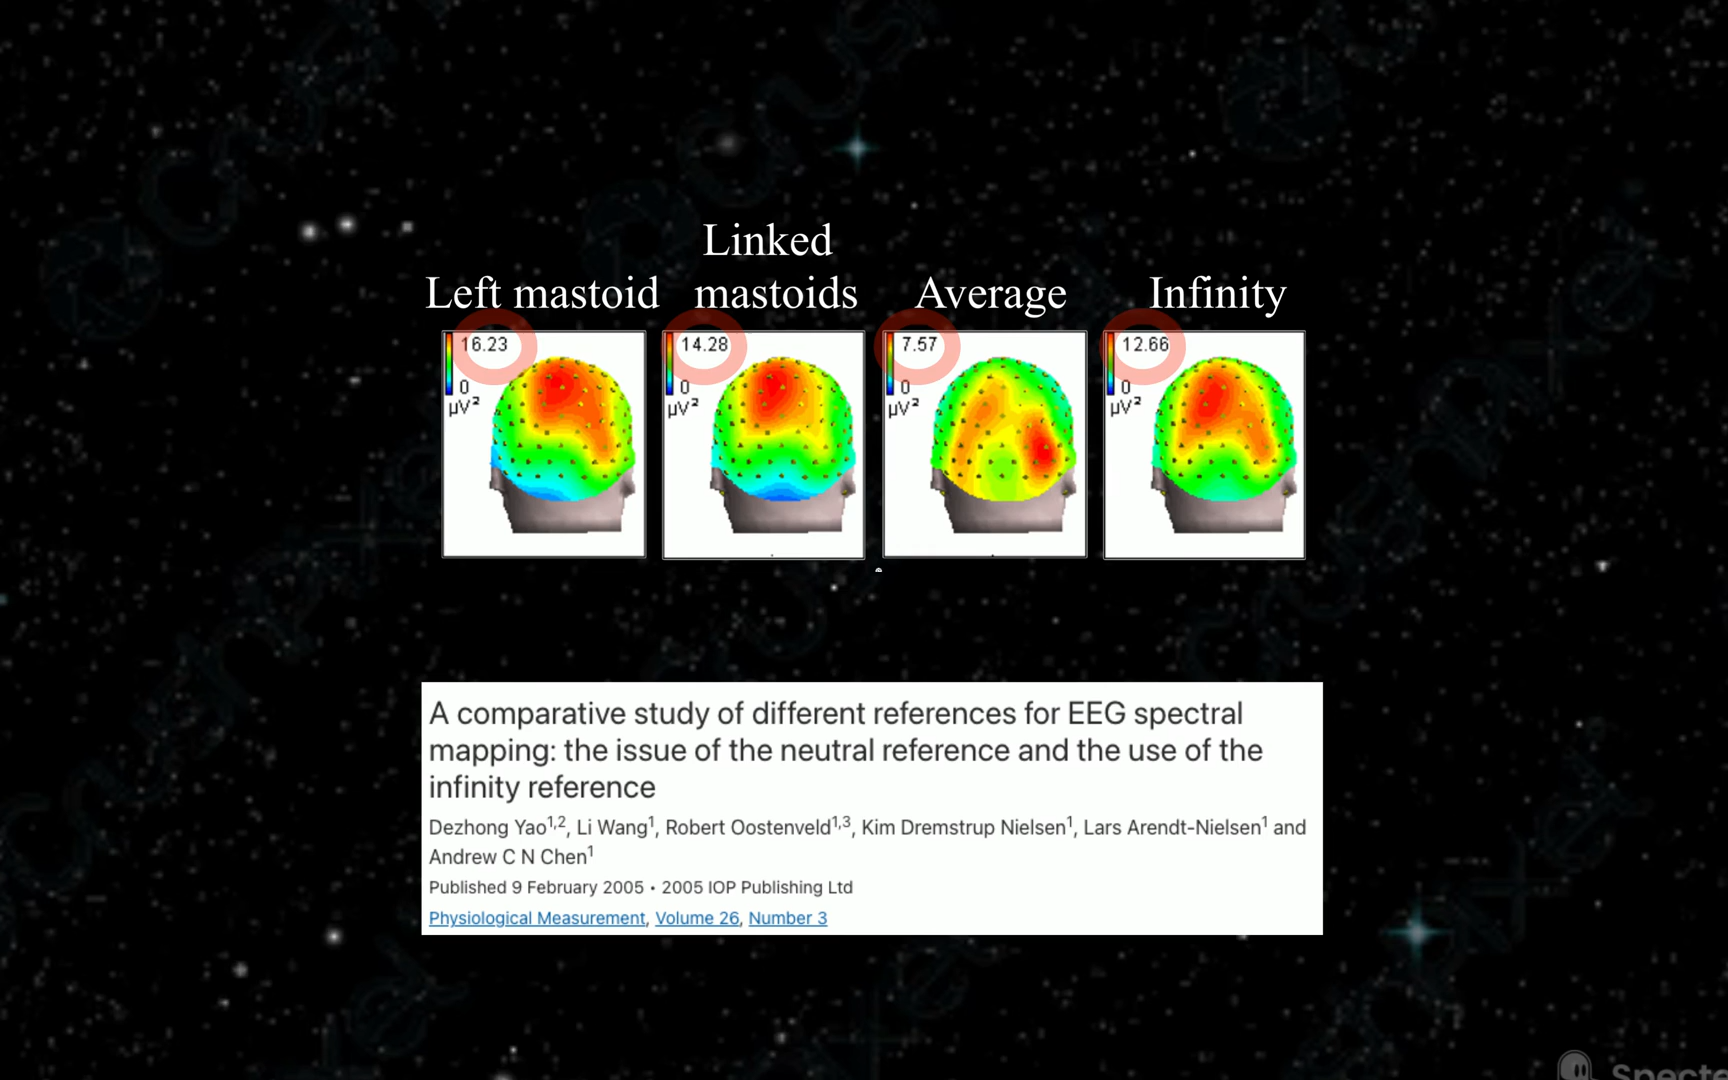 Linked
Left mastoid mastoids Average Infinity
16.23 14.28 7.57 12.66
0 0 0 0
µV² µV² µV² µV²
A comparative study of different references for EEG spectral
mapping: the issue of the neutral reference and the use of the
infinity reference
Dezhong Yao1,2, Li Wang1, Robert Oostenveld1,3, Kim Dremstrup Nielsen1, Lars Arendt-Nielsen1 and
Andrew C N Chen1
Published 9 February 2005 • 2005 IOP Publishing Ltd
Physiological Measurement, Volume 26, Number 3